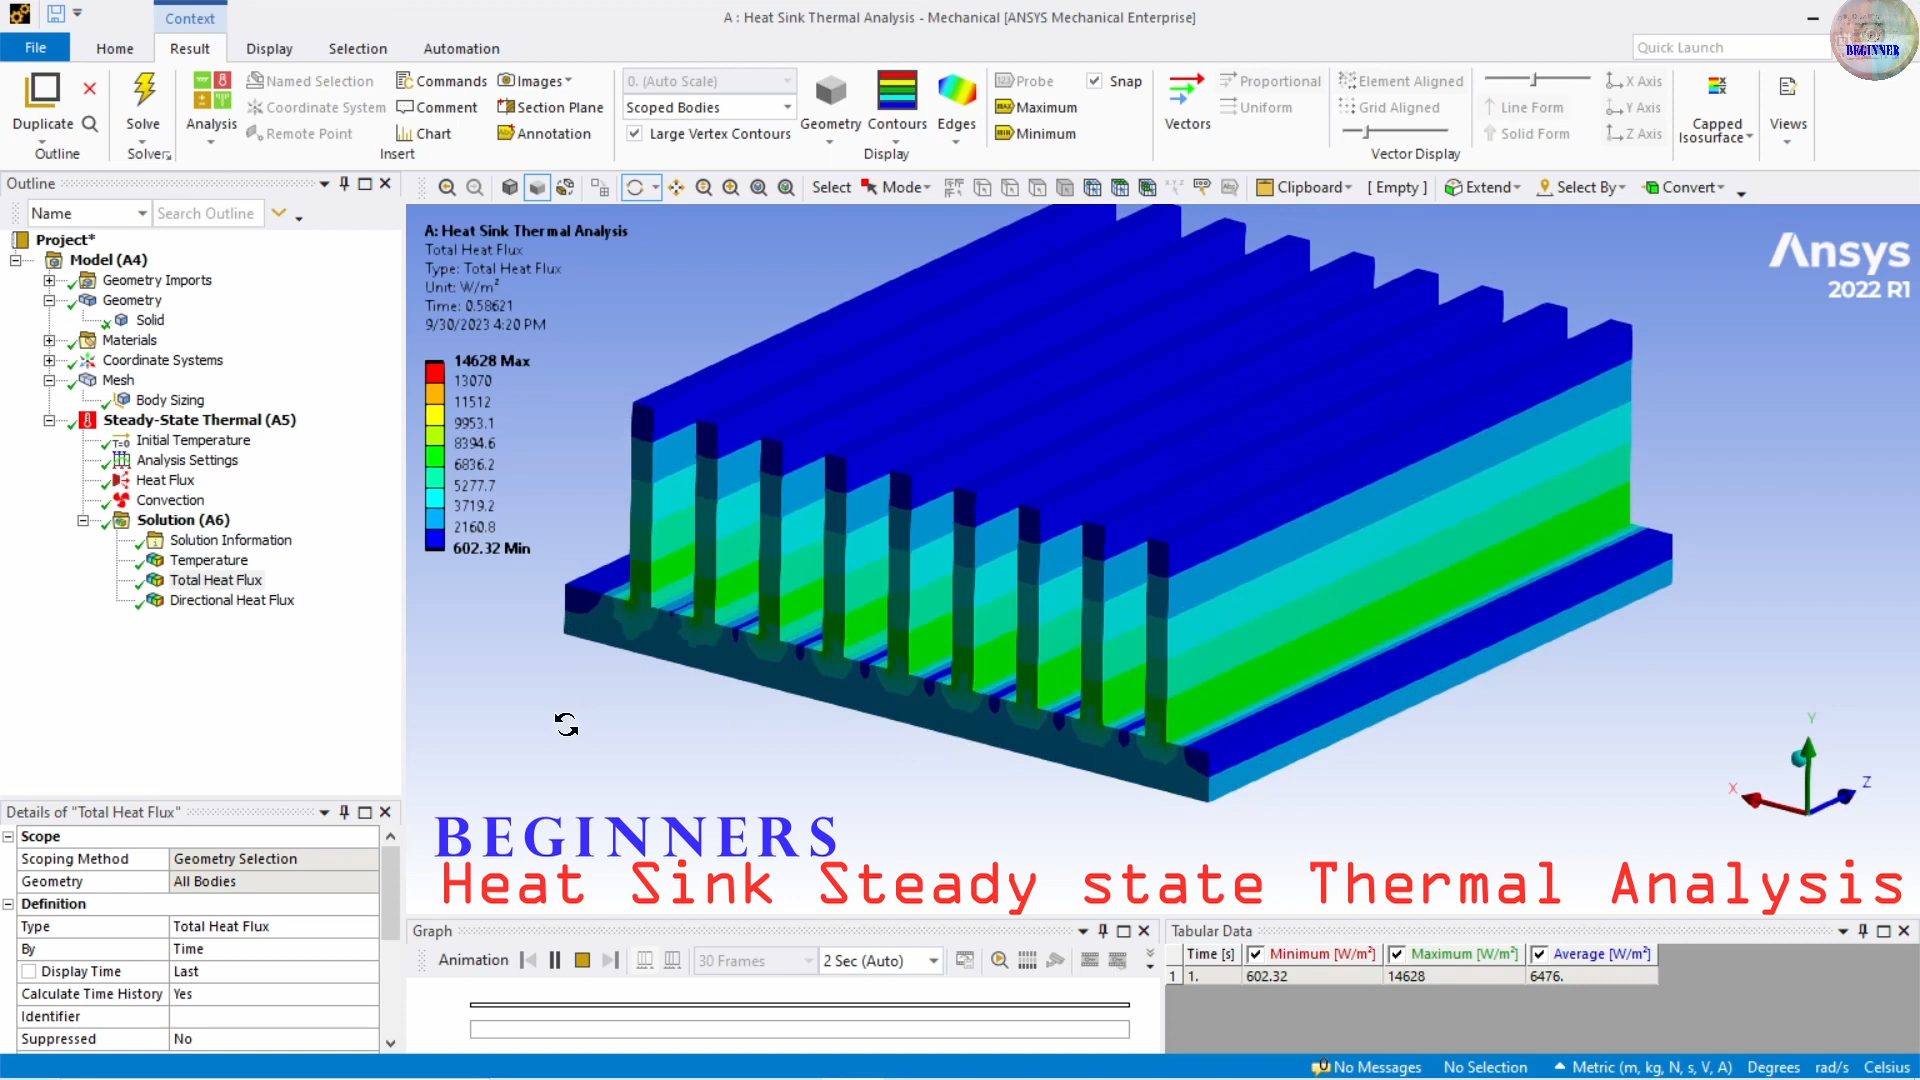 Context
A : Heat Sink Thermal Analysis - Mechanical [ANSYS Mechanical Enterprise]
File Home Result Display Selection Automation
Quick Launch
BEGINNER
Duplicate
Outline
Solve
Solver
Analysis
Named Selection
Coordinate System
Remote Point
Commands
Comment
Chart
Images
Section Plane
Annotation
Insert
0. (Auto Scale)
Scoped Bodies
Large Vertex Contours
Geometry
Contours
Edges
Display
Probe
Maximum
Minimum
Snap
Vectors
Proportional
Uniform
Element Aligned
Grid Aligned
Line Form
Solid Form
X Axis
Y Axis
Z Axis
Vector Display
Capped
Isosurface
Views
Outline
Name
Search Outline
Select Mode Clipboard [ Empty ] Extend Select By Convert
Project*
Model (A4)
Geometry Imports
Geometry
Solid
Materials
Coordinate Systems
Mesh
Body Sizing
Steady-State Thermal (A5)
T=0 Initial Temperature
Analysis Settings
Heat Flux
Convection
Solution (A6)
Solution Information
Temperature
Total Heat Flux
Directional Heat Flux
A: Heat Sink Thermal Analysis
Total Heat Flux
Type: Total Heat Flux
Unit: W/m²
Time: 0.58621
9/30/2023 4:20 PM
14628 Max
13070
11512
9953.1
8394.6
6836.2
5277.7
3719.2
2160.8
602.32 Min
Ansys
2022 R1
Y
X
Z
BEGINNERS
Heat Sink Steady state Thermal Analysis
Details of "Total Heat Flux"
Scope
Scoping Method Geometry Selection
Geometry All Bodies
Definition
Type Total Heat Flux
By Time
Display Time Last
Calculate Time History Yes
Identifier
Suppressed No
Graph
Animation 30 Frames 2 Sec (Auto)
Tabular Data
Time [s] Minimum [W/m²] Maximum [W/m²] Average [W/m²]
1 1. 602.32 14628 6476.
No Messages No Selection Metric (m, kg, N, s, V, A) Degrees rad/s Celsius